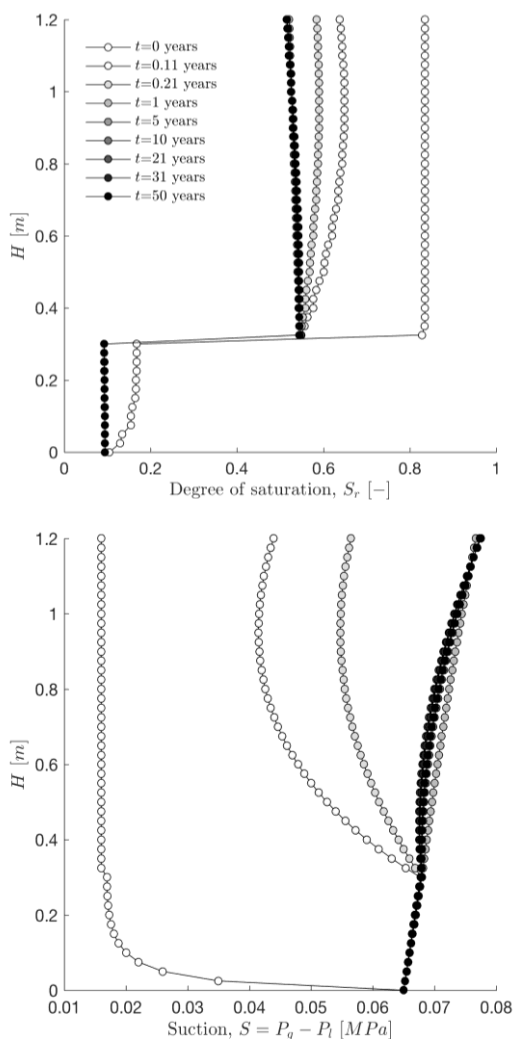 1.2
1
0.8
0.6
0.4
0.2
0
H [m]
t=0 years
t=0.11 years
t=0.21 years
t=1 years
t=5 years
t=10 years
t=21 years
t=31 years
t=50 years
0 0.2 0.4 0.6 0.8 1
Degree of saturation, Sᵣ [−]
1.2
1
0.8
0.6
0.4
0.2
0
H [m]
0.01 0.02 0.03 0.04 0.05 0.06 0.07 0.08
Suction, S = P_g − P_l [MPa]